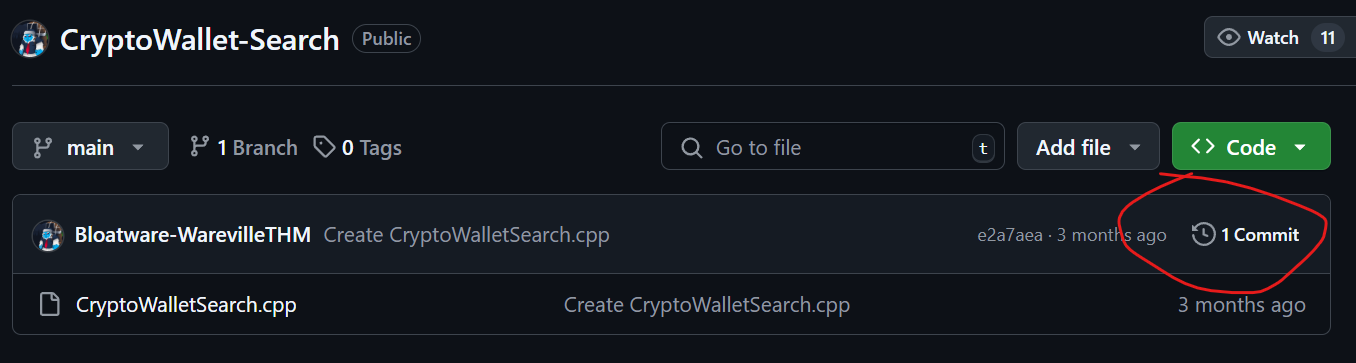 CryptoWallet-Search Public Watch 11
main 1 Branch 0 Tags Go to file t Add file Code
Bloatware-WarevilleTHM Create CryptoWalletSearch.cpp e2a7aea · 3 months ago 1 Commit
CryptoWalletSearch.cpp Create CryptoWalletSearch.cpp 3 months ago